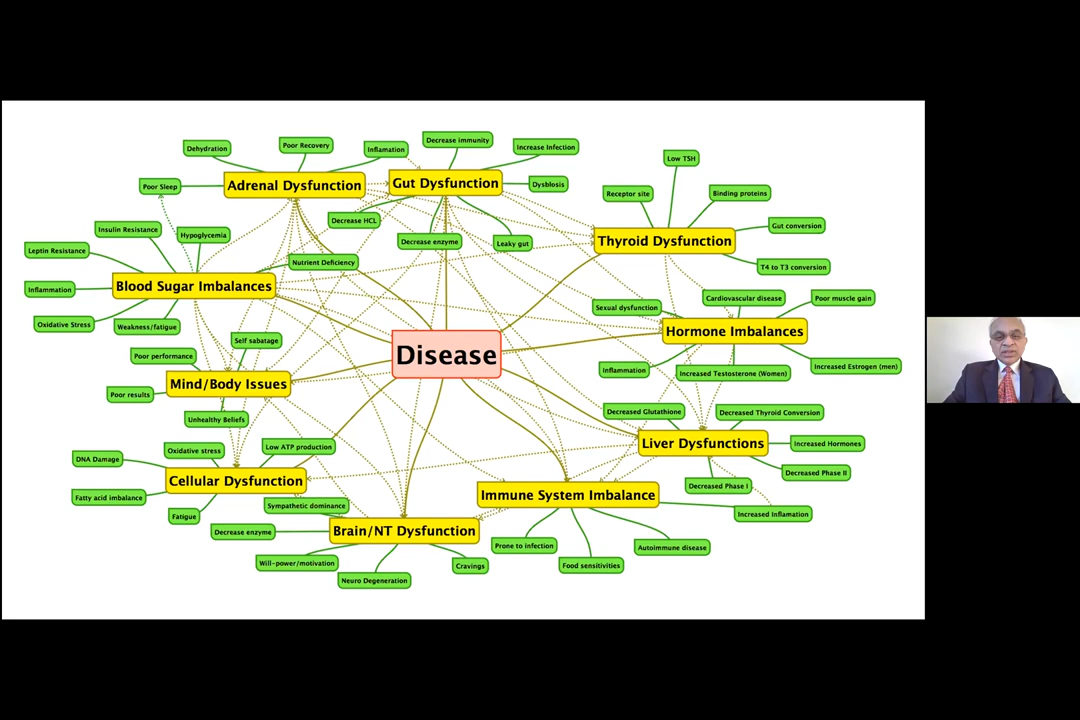 Decrease immunity
Poor Recovery
Increase Infection
Dehydration
Inflamation
Low TSH
Adrenal Dysfunction
Gut Dysfunction
Dysblosis
Poor Sleep
Receptor site
Binding proteins
Decrease HCL
Gut conversion
Insulin Resistance
Hypoglycemia
Decrease enzyme
Leaky gut
Thyroid Dysfunction
Leptin Resistance
Nutrient Deficiency
T4 to T3 conversion
Blood Sugar Imbalances
Inflammation
Cardiovascular disease
Poor muscle gain
Sexual dysfunction
Oxidative Stress
Weakness/fatigue
Hormone Imbalances
Self sabatage
Disease
Poor performance
Inflammation
Increased Testosterone (Women)
Increased Estrogen (men)
Mind/Body Issues
Poor results
Decreased Glutathione
Decreased Thyroid Conversion
Unhealthy Beliefs
Liver Dysfunctions
Increased Hormones
Oxidative stress
Low ATP production
DNA Damage
Decreased Phase II
Cellular Dysfunction
Decreased Phase I
Fatty acid imbalance
Immune System Imbalance
Sympathetic dominance
Increased Inflamation
Fatigue
Decrease enzyme
Brain/NT Dysfunction
Prone to infection
Autoimmune disease
Will-power/motivation
Cravings
Food sensitivities
Neuro Degeneration